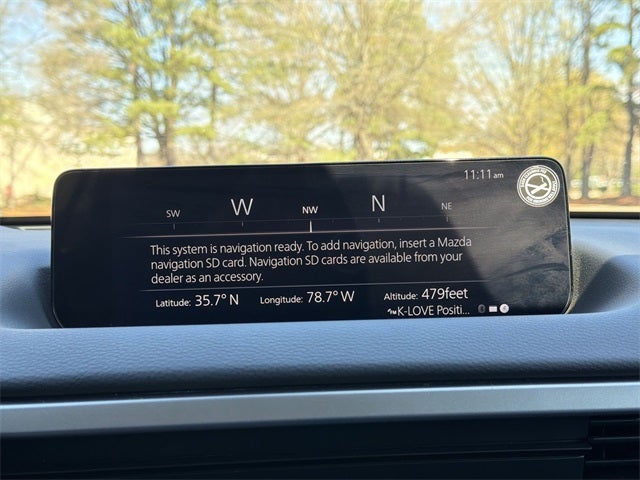 11:11 am
SW W NW N NE
This system is navigation ready. To add navigation, insert a Mazda
navigation SD card. Navigation SD cards are available from your
dealer as an accessory.
Latitude: 35.7° N Longitude: 78.7° W Altitude: 479feet
K-LOVE Positi...